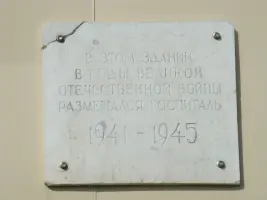 В ЭТОМ ЗДАНИИ
В ГОДЫ ВЕЛИКОЙ
ОТЕЧЕСТВЕННОЙ ВОЙНЫ
РАЗМЕЩАЛСЯ ГОСПИТАЛЬ
1941 - 1945